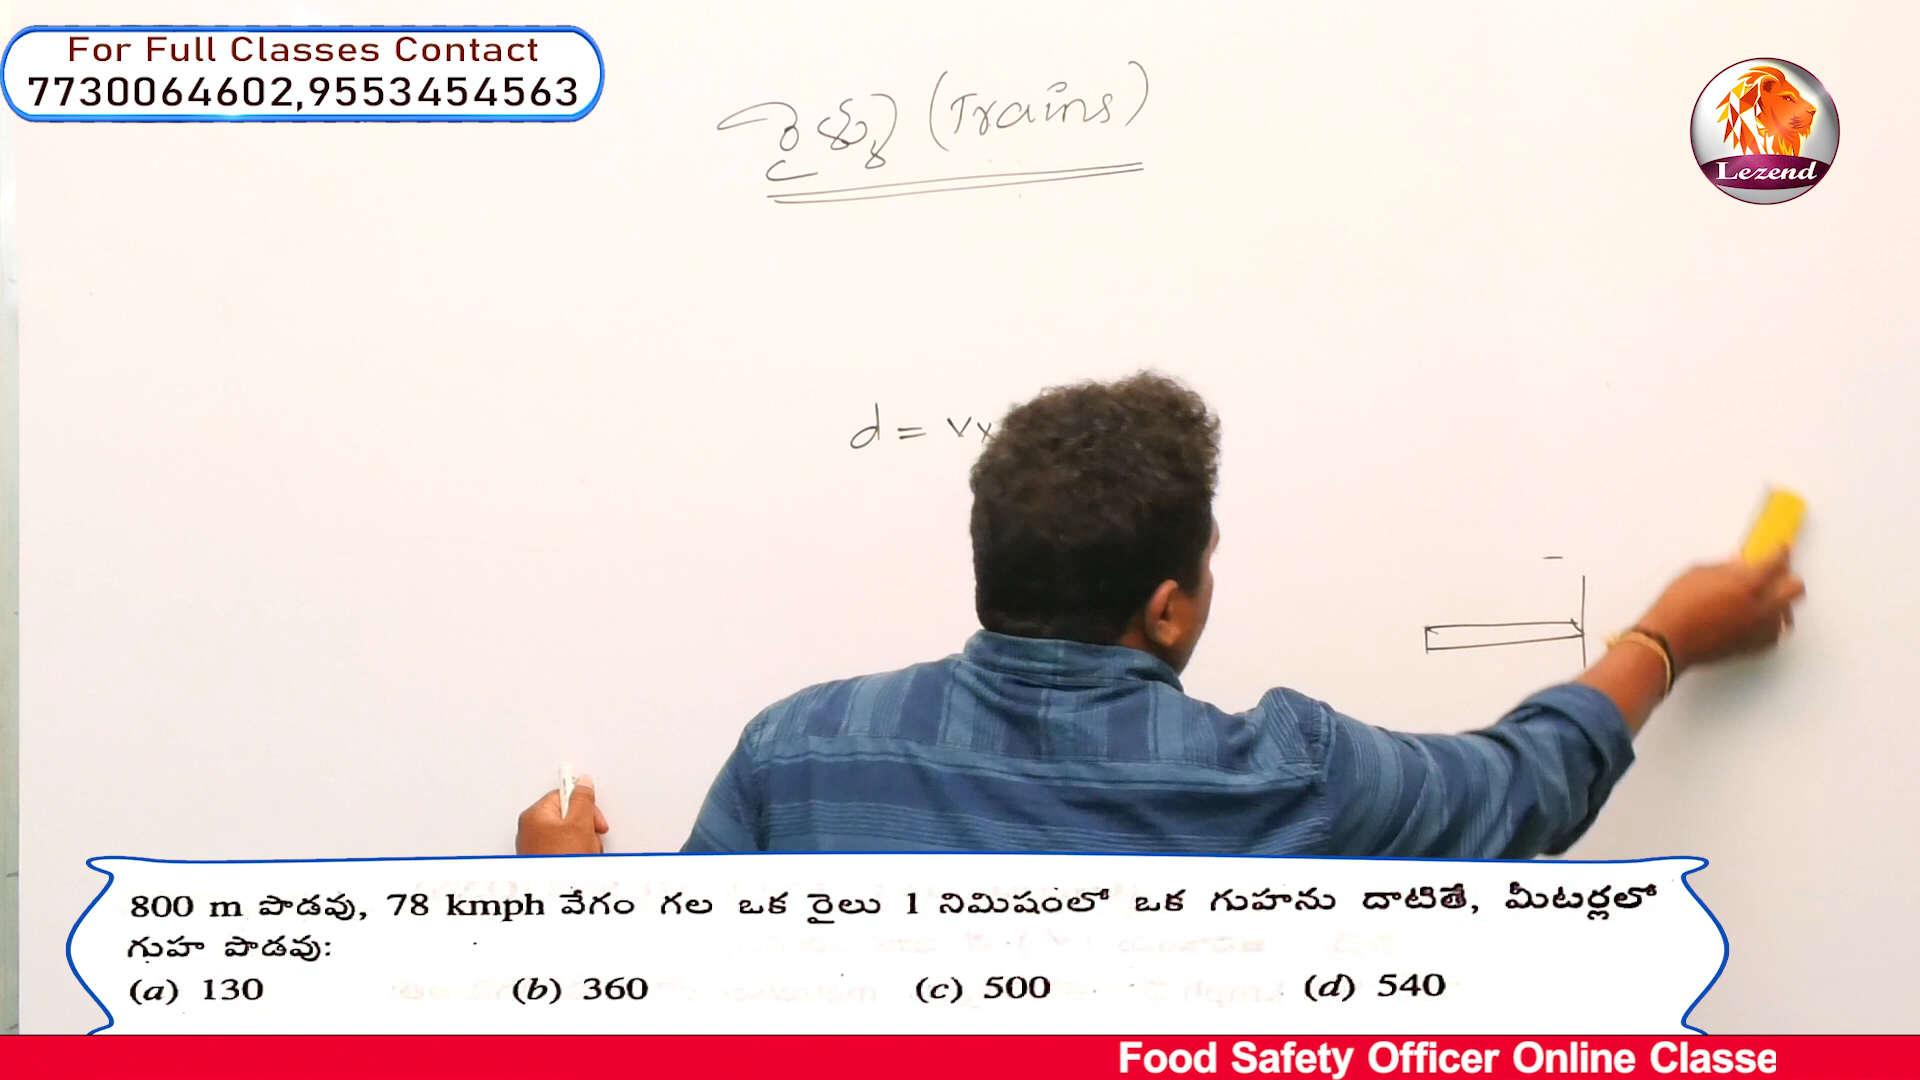 For Full Classes Contact
7730064602,9553454563
రైళ్ళు (Trains)
Lezend
d = vx
800 m పొడవు, 78 kmph వేగం గల ఒక రైలు 1 నిమిషంలో ఒక గుహను దాటితే, మీటర్లలో
గుహ పొడవు:
(a) 130 (b) 360 (c) 500 (d) 540
Food Safety Officer Online Classe